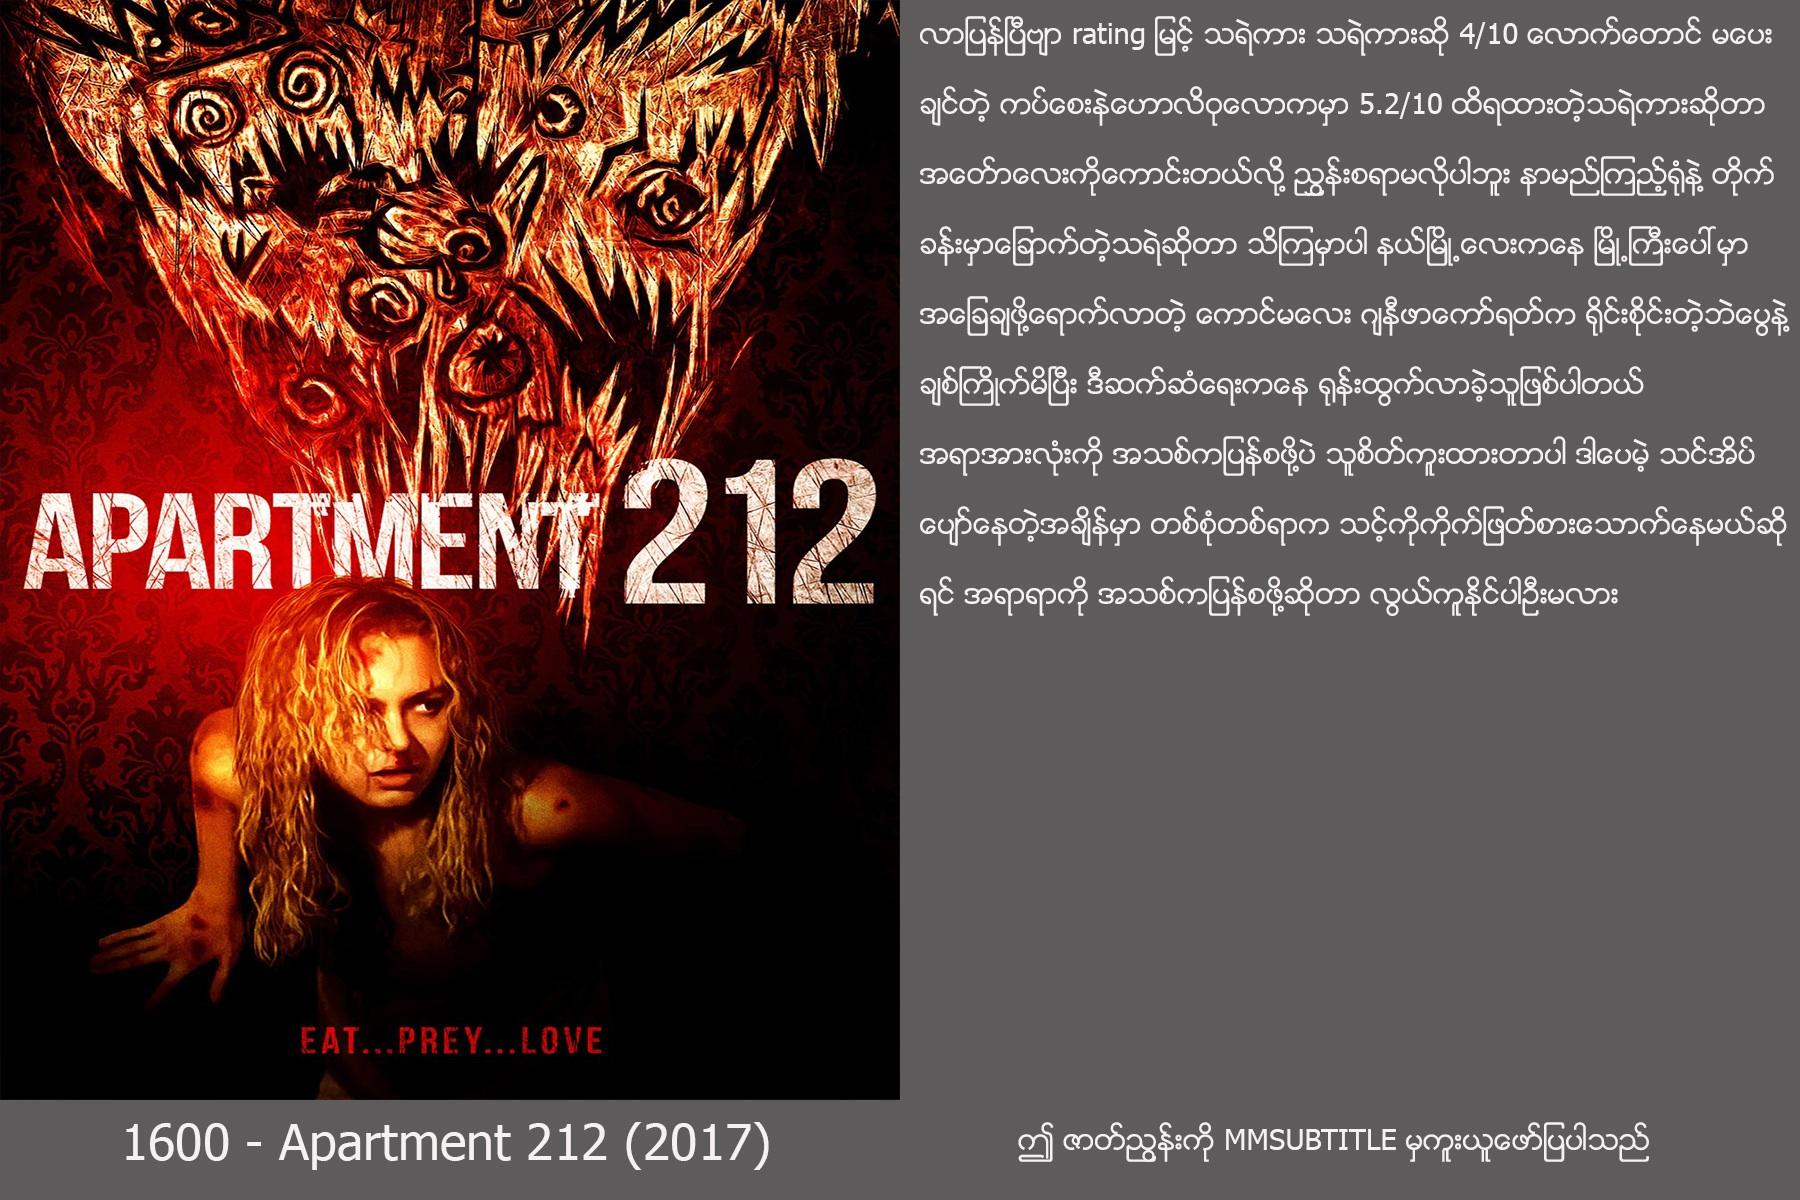 APARTMENT 212
EAT...PREY...LOVE
1600 - Apartment 212 (2017)
လာပြန်ပြီဗျာ rating မြင့် သရဲကား သရဲကားဆို 4/10 လောက်တောင် မပေး
ချင်တဲ့ ကပ်စေးနဲဟောလိဝုလောကမှာ 5.2/10 ထိရထားတဲ့သရဲကားဆိုတာ
အတော်လေးကိုကောင်းတယ်လို့ ညွှန်းစရာမလိုပါဘူး နာမည်ကြည့်ရုံနဲ့ တိုက်
ခန်းမှာခြောက်တဲ့သရဲဆိုတာ သိကြမှာပါ နယ်မြို့လေးကနေ မြို့ကြီးပေါ်မှာ
အခြေချဖို့ရောက်လာတဲ့ ကောင်မလေး ဂျနီဖာကော်ရတ်က ရိုင်းစိုင်းတဲ့ဘဲပွေနဲ့
ချစ်ကြိုက်မိပြီး ဒီဆက်ဆံရေးကနေ ရုန်းထွက်လာခဲ့သူဖြစ်ပါတယ်
အရာအားလုံးကို အသစ်ကပြန်စဖို့ပဲ သူစိတ်ကူးထားတာပါ ဒါပေမဲ့ သင်အိပ်
ပျော်နေတဲ့အချိန်မှာ တစ်စုံတစ်ရာက သင့်ကိုကိုက်ဖြတ်စားသောက်နေမယ်ဆို
ရင် အရာရာကို အသစ်ကပြန်စဖို့ဆိုတာ လွယ်ကူနိုင်ပါဦးမလား
ဤ ဇာတ်ညွှန်းကို MMSUBTITLE မှကူးယူဖော်ပြပါသည်